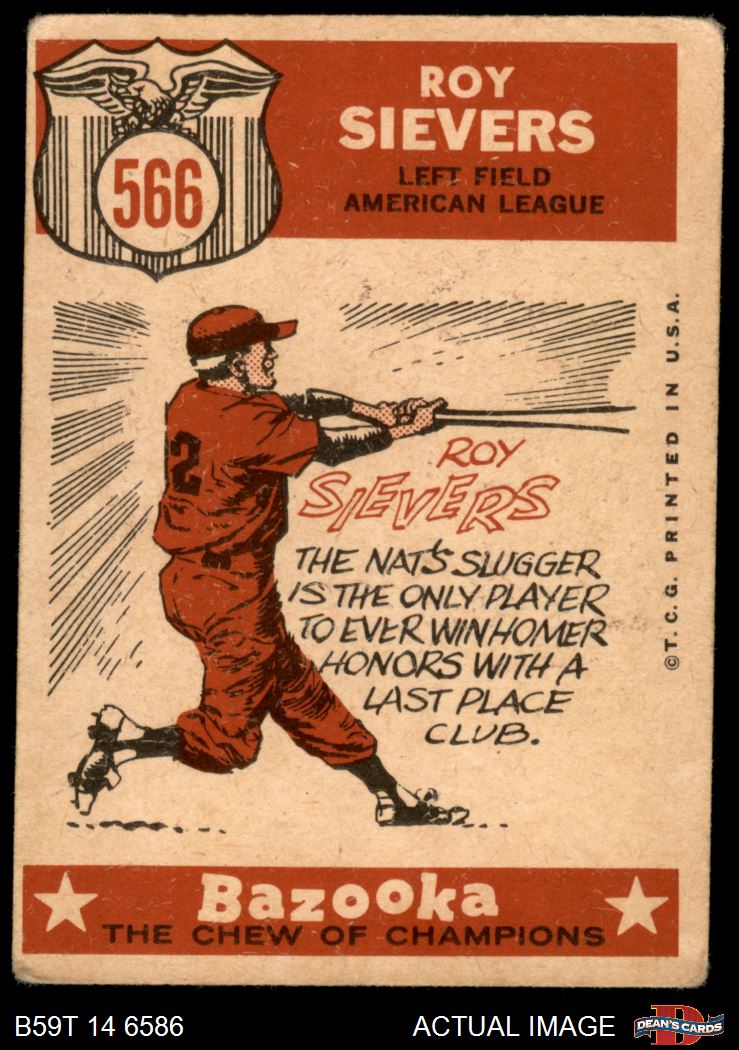 566
ROY
SIEVERS
LEFT FIELD
AMERICAN LEAGUE
2
ROY
SIEVERS
THE NAT'S SLUGGER
IS THE ONLY PLAYER
TO EVER WIN HOMER
HONORS WITH A
LAST PLACE
CLUB.
© T.C.G. PRINTED IN U.S.A.
Bazooka
THE CHEW OF CHAMPIONS
B59T 14 6586
ACTUAL IMAGE
D
DEAN'S CARDS